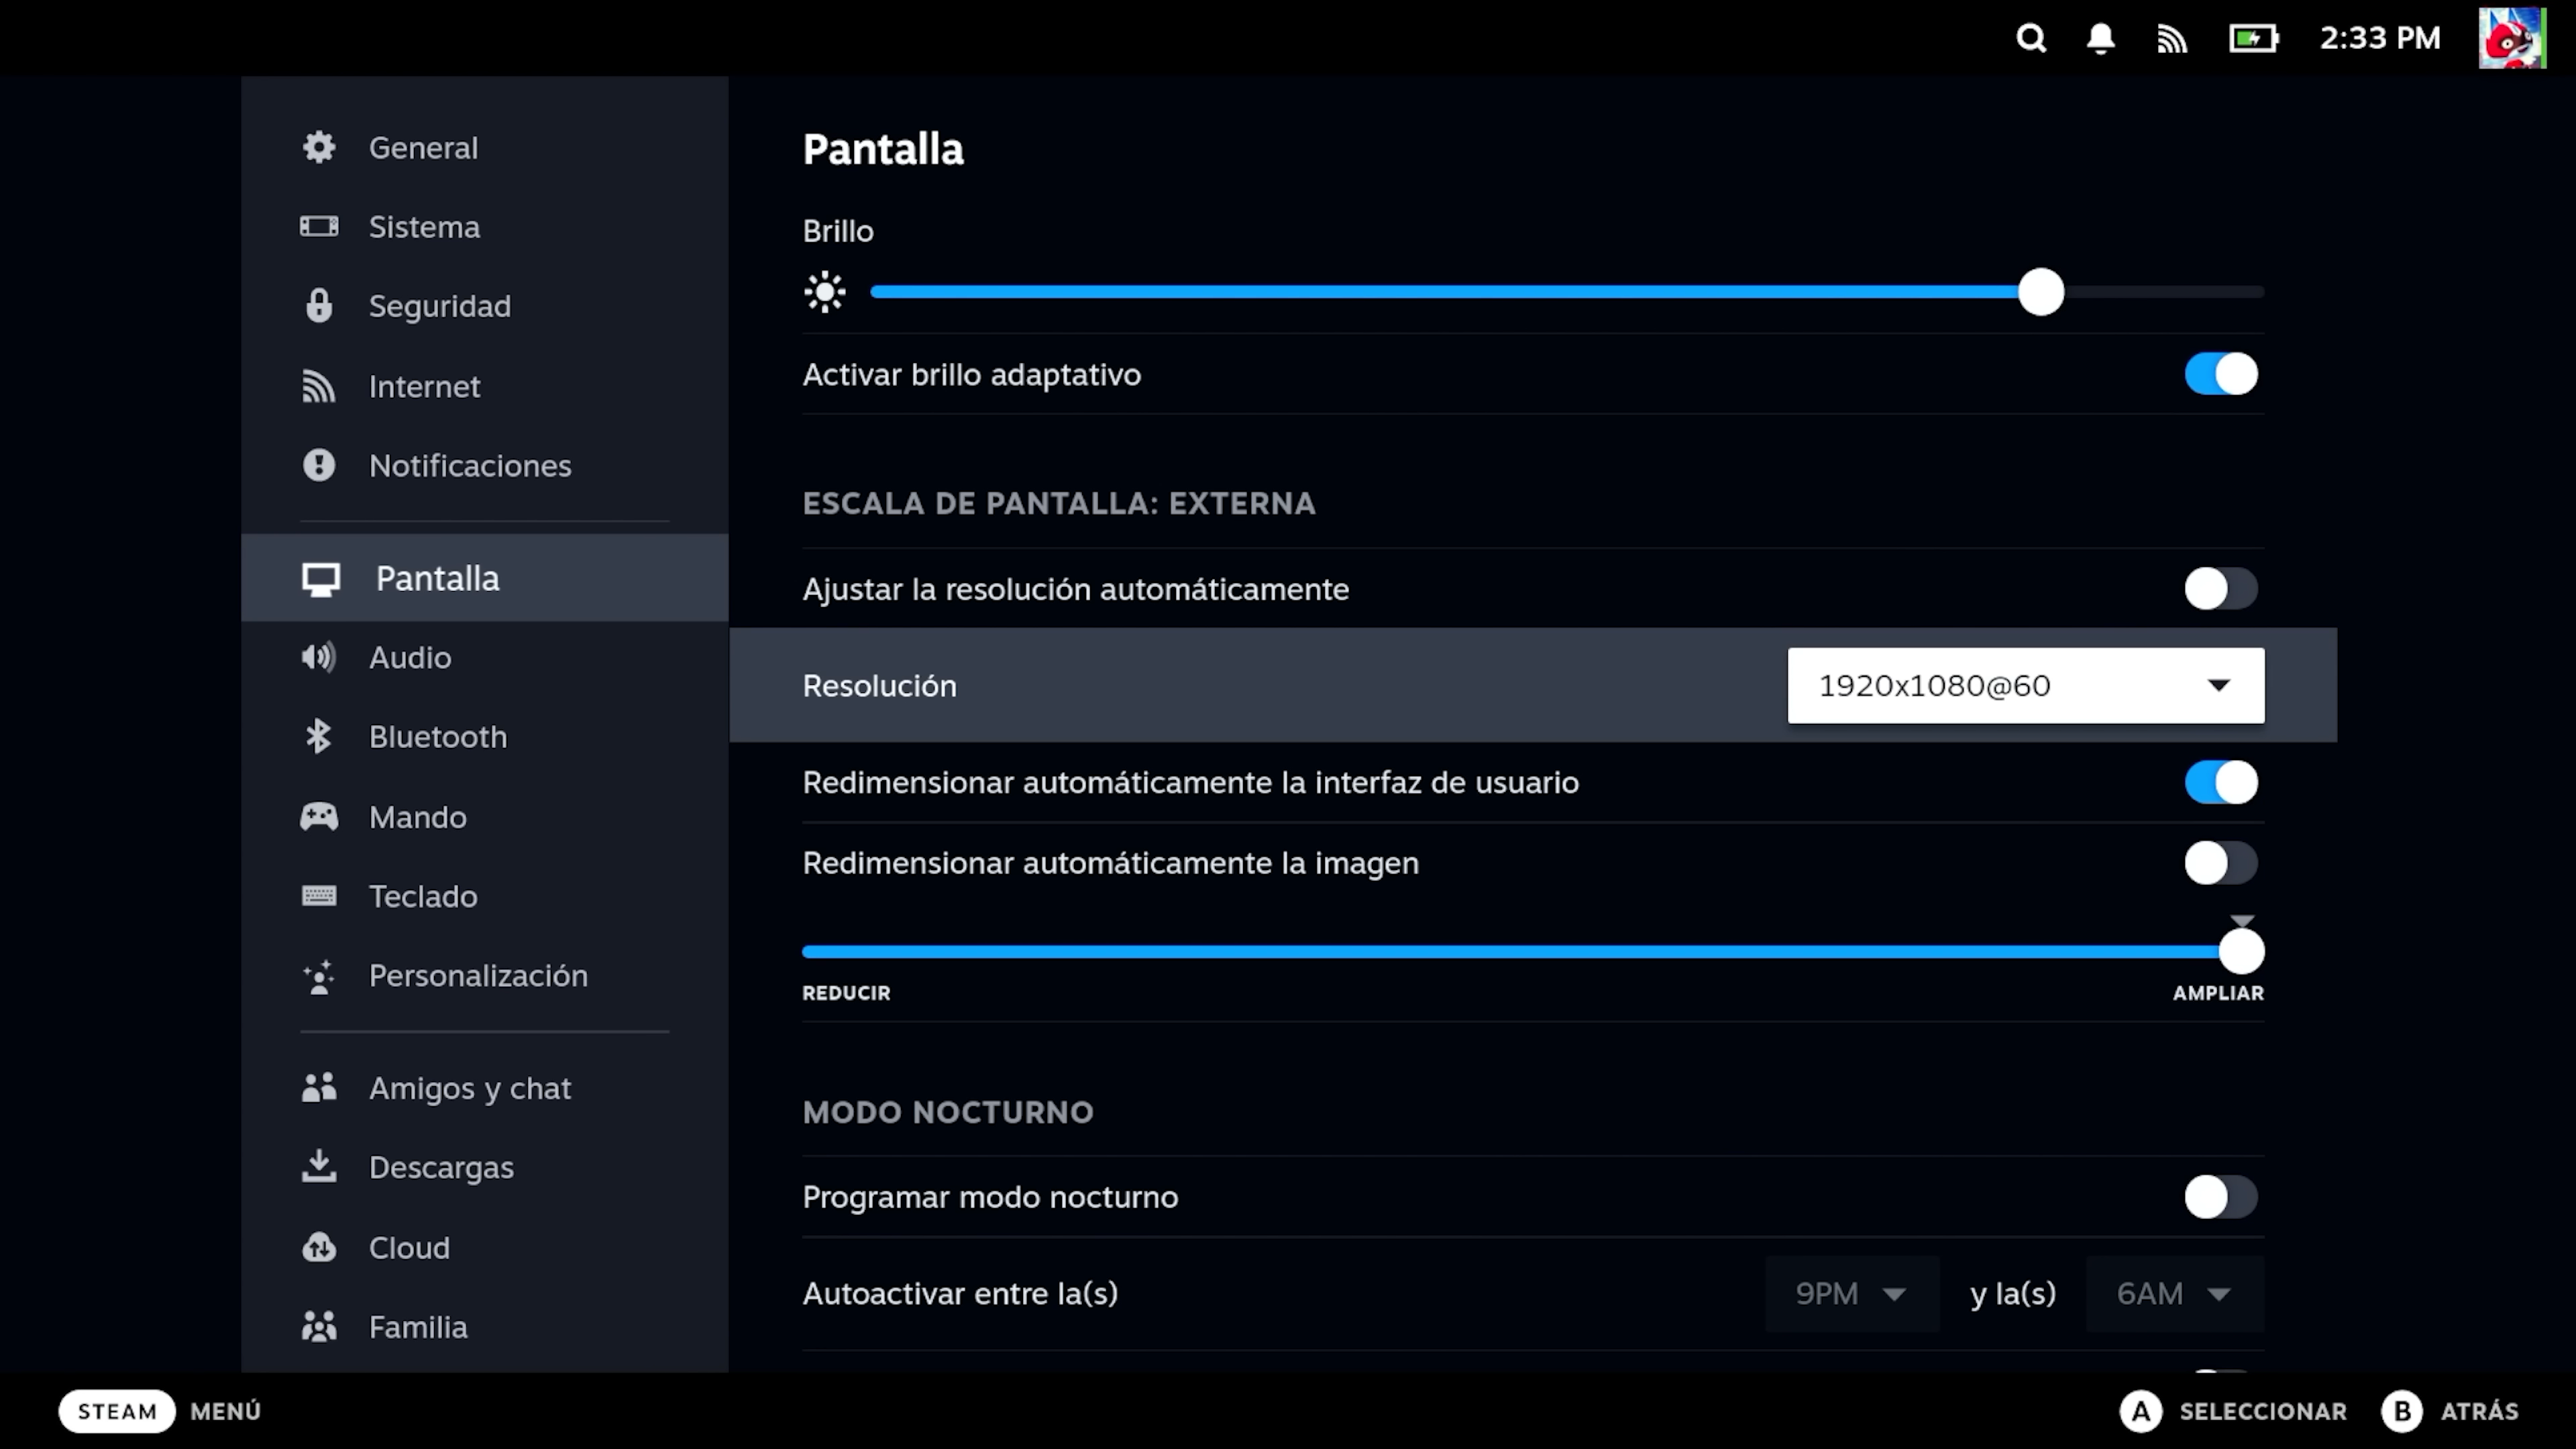 2:33 PM
General
Sistema
Seguridad
Internet
Notificaciones
Pantalla
Audio
Bluetooth
Mando
Teclado
Personalización
Amigos y chat
Descargas
Cloud
Familia
Pantalla
Brillo
Activar brillo adaptativo
ESCALA DE PANTALLA: EXTERNA
Ajustar la resolución automáticamente
Resolución 1920x1080@60
Redimensionar automáticamente la interfaz de usuario
Redimensionar automáticamente la imagen
REDUCIR AMPLIAR
MODO NOCTURNO
Programar modo nocturno
Autoactivar entre la(s) 9PM y la(s) 6AM
STEAM MENÚ A SELECCIONAR B ATRÁS